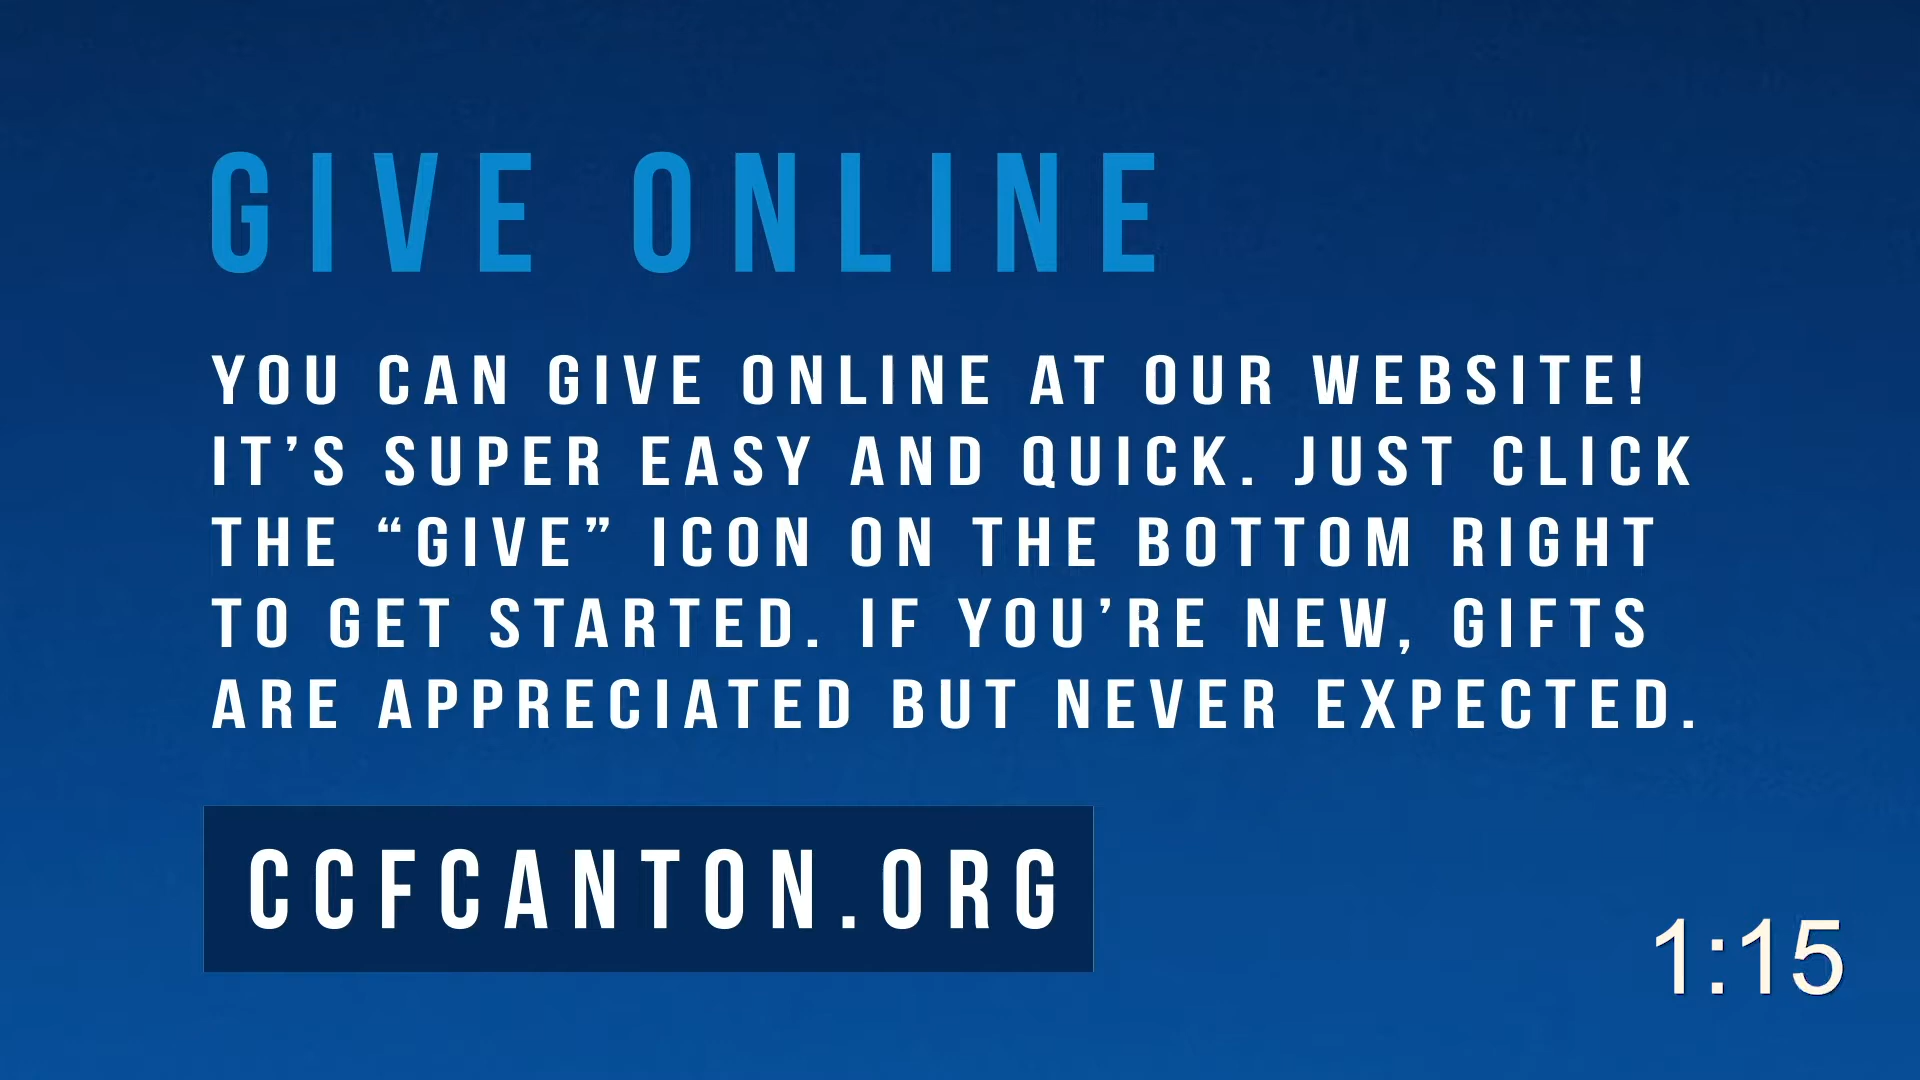 GIVE ONLINE
YOU CAN GIVE ONLINE AT OUR WEBSITE!
IT’S SUPER EASY AND QUICK. JUST CLICK
THE “GIVE” ICON ON THE BOTTOM RIGHT
TO GET STARTED. IF YOU’RE NEW, GIFTS
ARE APPRECIATED BUT NEVER EXPECTED.
CCFCANTON.ORG
1:15